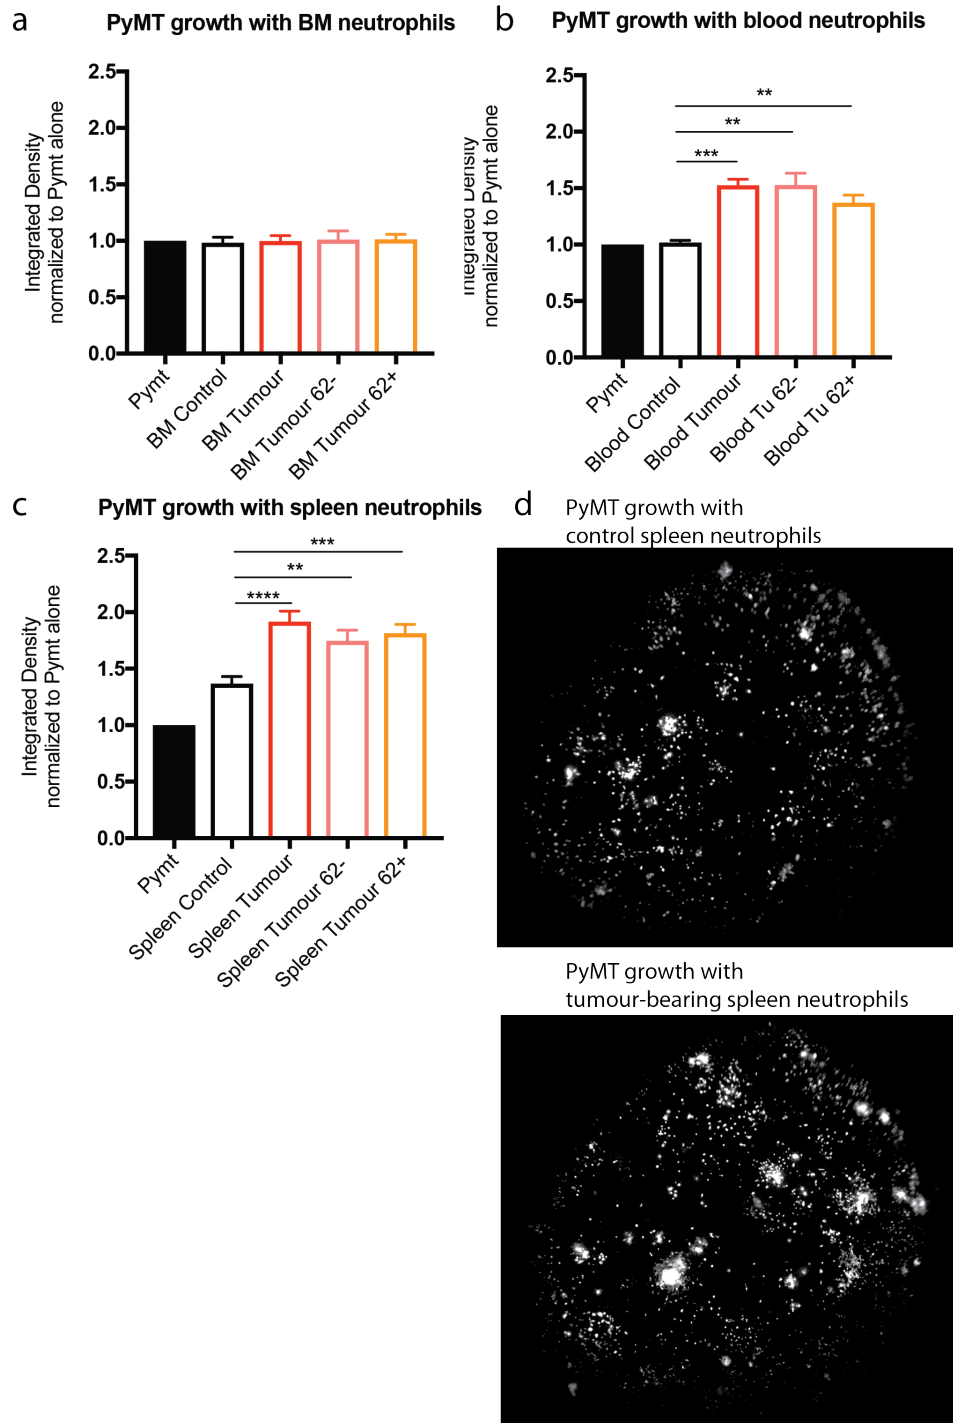 a
PyMT growth with BM neutrophils
Integrated Density
normalized to Pymt alone
2.5
2.0
1.5
1.0
0.5
0.0
Pymt
BM Control
BM Tumour
BM Tumour 62-
BM Tumour 62+
b
PyMT growth with blood neutrophils
Integrated Density
normalized to Pymt alone
2.5
2.0
1.5
1.0
0.5
0.0
**
**
***
Pymt
Blood Control
Blood Tumour
Blood Tu 62-
Blood Tu 62+
c
PyMT growth with spleen neutrophils
Integrated Density
normalized to Pymt alone
2.5
2.0
1.5
1.0
0.5
0.0
***
**
****
Pymt
Spleen Control
Spleen Tumour
Spleen Tumour 62-
Spleen Tumour 62+
d
PyMT growth with
control spleen neutrophils
PyMT growth with
tumour-bearing spleen neutrophils